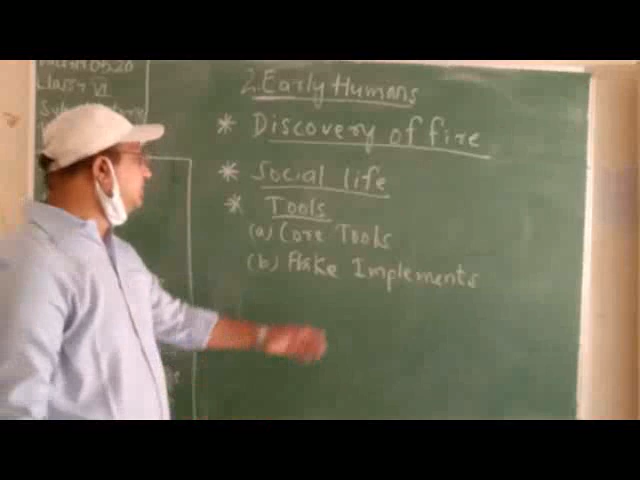 Class: VI
2. Early Humans
* Discovery of fire
* Social life
* Tools
(a) Core Tools
(b) Flake Implements